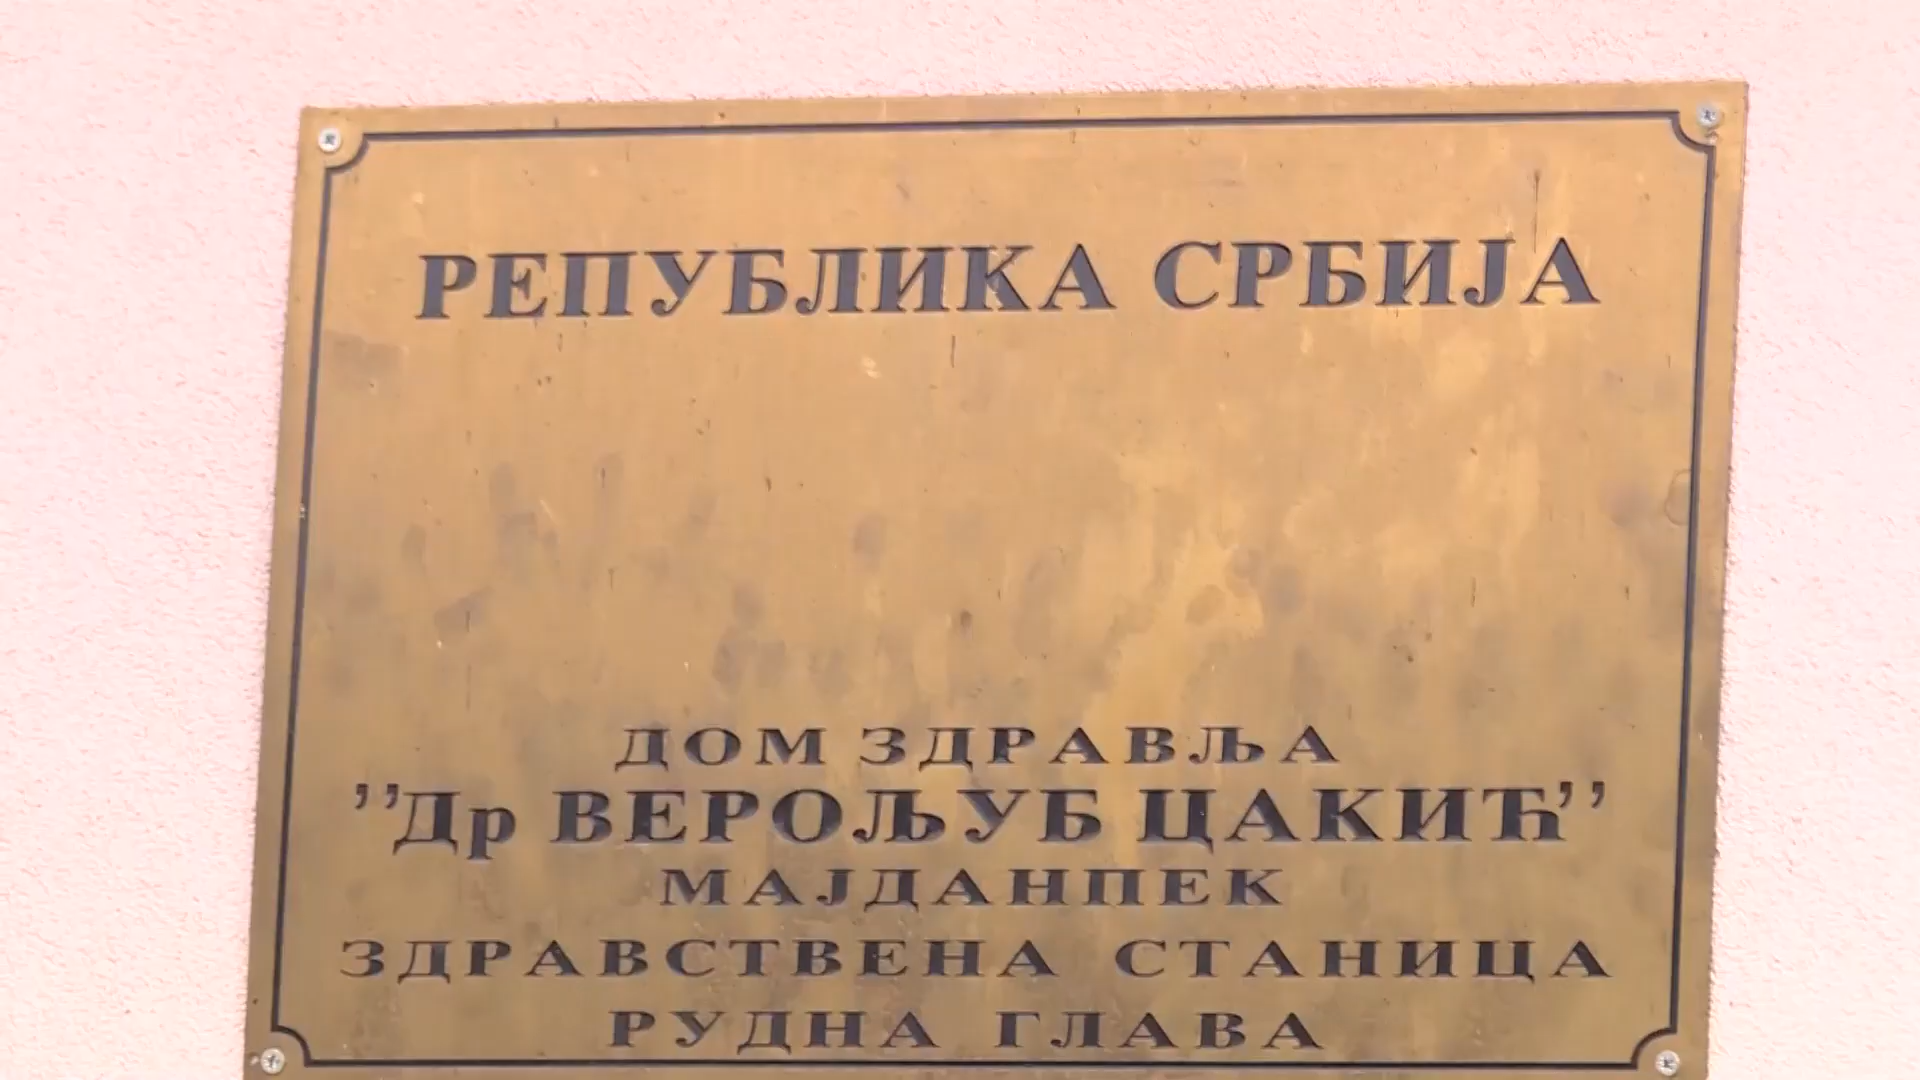 РЕПУБЛИКА СРБИЈА
ДОМ ЗДРАВЉА
”Др ВЕРОЉУБ ЦАКИЋ”
МАЈДАНПЕК
ЗДРАВСТВЕНА СТАНИЦА
РУДНА ГЛАВА